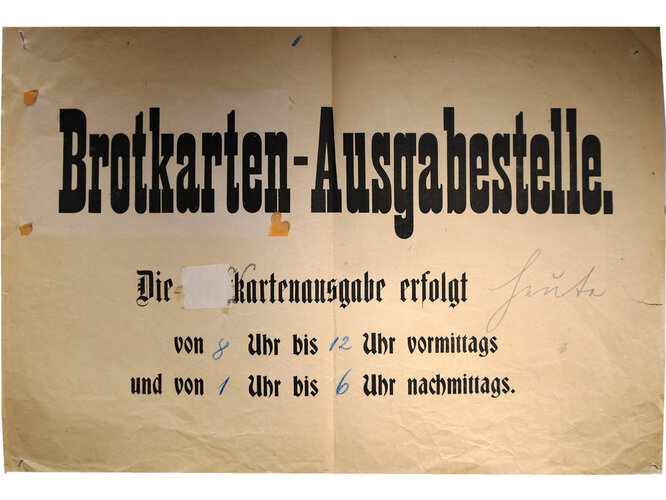 Brotkarten-Ausgabestelle.
Die Kartenausgabe erfolgt heute
von 8 Uhr bis 12 Uhr vormittags
und von 1 Uhr bis 6 Uhr nachmittags.